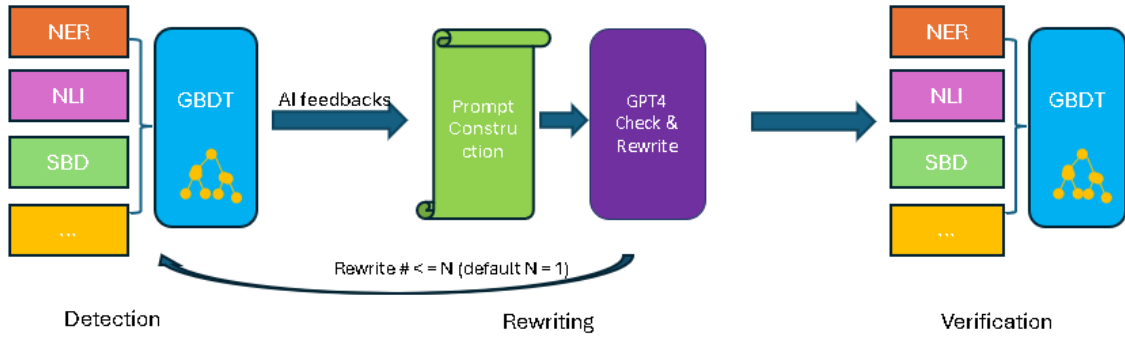 NER
NLI
SBD
...
GBDT
AI feedbacks
Prompt
Constru
ction
GPT4
Check &
Rewrite
NER
NLI
SBD
...
GBDT
Rewrite # < = N (default N = 1)
Detection
Rewriting
Verification